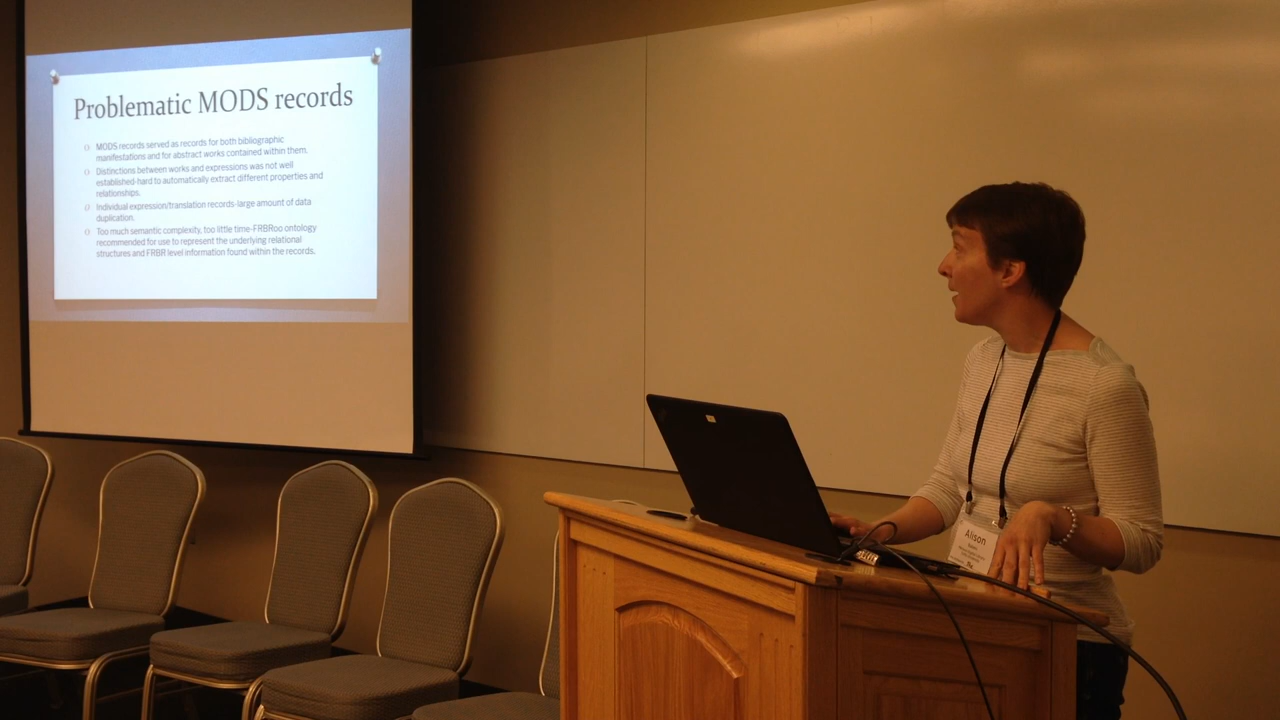 Problematic MODS records
MODS records served as records for both bibliographic
manifestations and for abstract works contained within them.
Distinctions between works and expressions was not well
established-hard to automatically extract different properties and
relationships.
Individual expression/translation records-large amount of data
duplication.
Too much semantic complexity, too little time-FRBRoo ontology
recommended for use to represent the underlying relational
structures and FRBR level information found within the records.
Alison